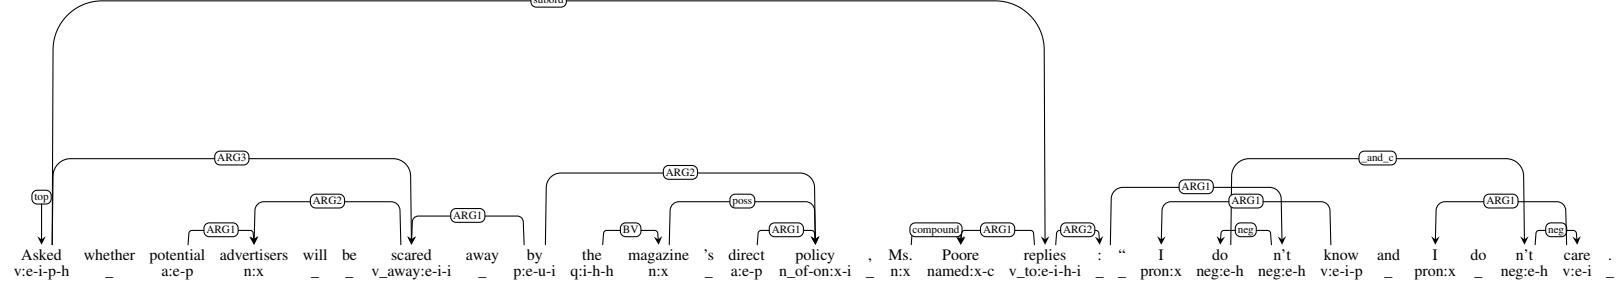 subord
ARG3 _and_c
ARG2
ARG1
top ARG2 poss ARG1 ARG1
ARG1
ARG1 BV ARG1 compound ARG1 ARG2 neg neg
Asked whether potential advertisers will be scared away by the magazine 's direct policy , Ms. Poore replies : “ I do n't know and I do n't care .
v:e-i-p-h _ a:e-p n:x _ _ v_away:e-i-i _ p:e-u-i q:i-h-h n:x _ a:e-p n_of-on:x-i _ n:x named:x-c v_to:e-i-h-i _ _ pron:x neg:e-h neg:e-h v:e-i-p _ pron:x _ neg:e-h v:e-i _